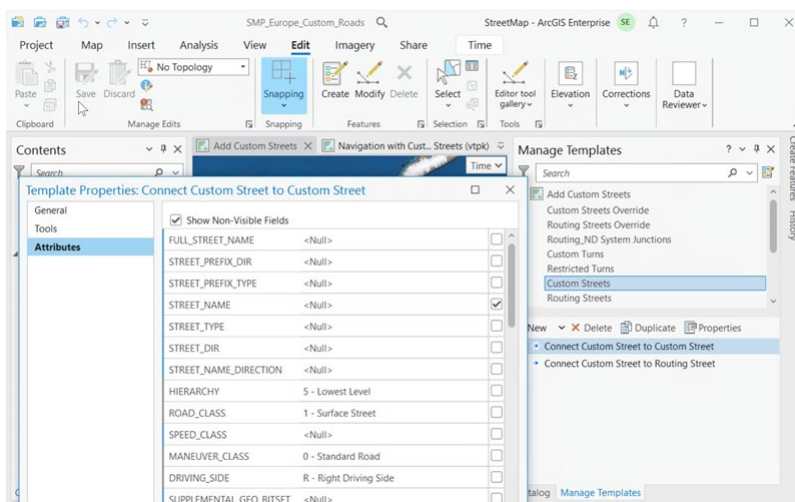 SMP_Europe_Custom_Roads
StreetMap - ArcGIS Enterprise
SE
?
Project Map Insert Analysis View Edit Imagery Share Time
Paste
Save
Discard
No Topology
Snapping
Create
Modify
Delete
Select
Editor tool gallery
Elevation
Corrections
Data Reviewer
Clipboard
Manage Edits
Snapping
Features
Selection
Tools
Contents
Search
Add Custom Streets
Navigation with Cust... Streets (vtpk)
Time
Manage Templates
?
Search
Add Custom Streets
Custom Streets Override
Routing Streets Override
Routing_ND System Junctions
Custom Turns
Restricted Turns
Custom Streets
Routing Streets
New Delete Duplicate Properties
Connect Custom Street to Custom Street
Connect Custom Street to Routing Street
talog Manage Templates
Create Features
History
Template Properties: Connect Custom Street to Custom Street
General
Tools
Attributes
Show Non-Visible Fields
FULL_STREET_NAME <Null>
STREET_PREFIX_DIR <Null>
STREET_PREFIX_TYPE <Null>
STREET_NAME <Null>
STREET_TYPE <Null>
STREET_DIR <Null>
STREET_NAME_DIRECTION <Null>
HIERARCHY 5 - Lowest Level
ROAD_CLASS 1 - Surface Street
SPEED_CLASS <Null>
MANEUVER_CLASS 0 - Standard Road
DRIVING_SIDE R - Right Driving Side
SUPPLEMENTAL_GEO_BITSET <Null>